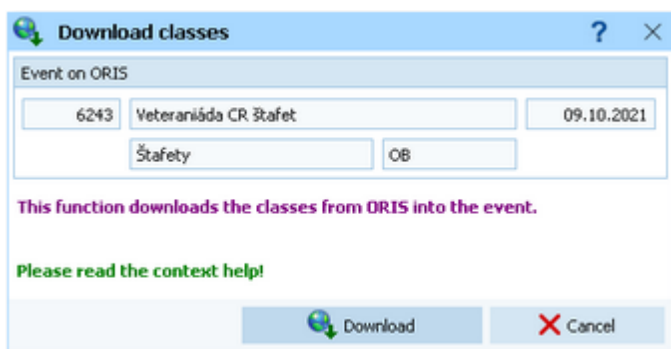 Download classes ?
Event on ORIS
6243 Veteraniáda CR štafet 09.10.2021
Štafety OB
This function downloads the classes from ORIS into the event.
Please read the context help!
Download Cancel